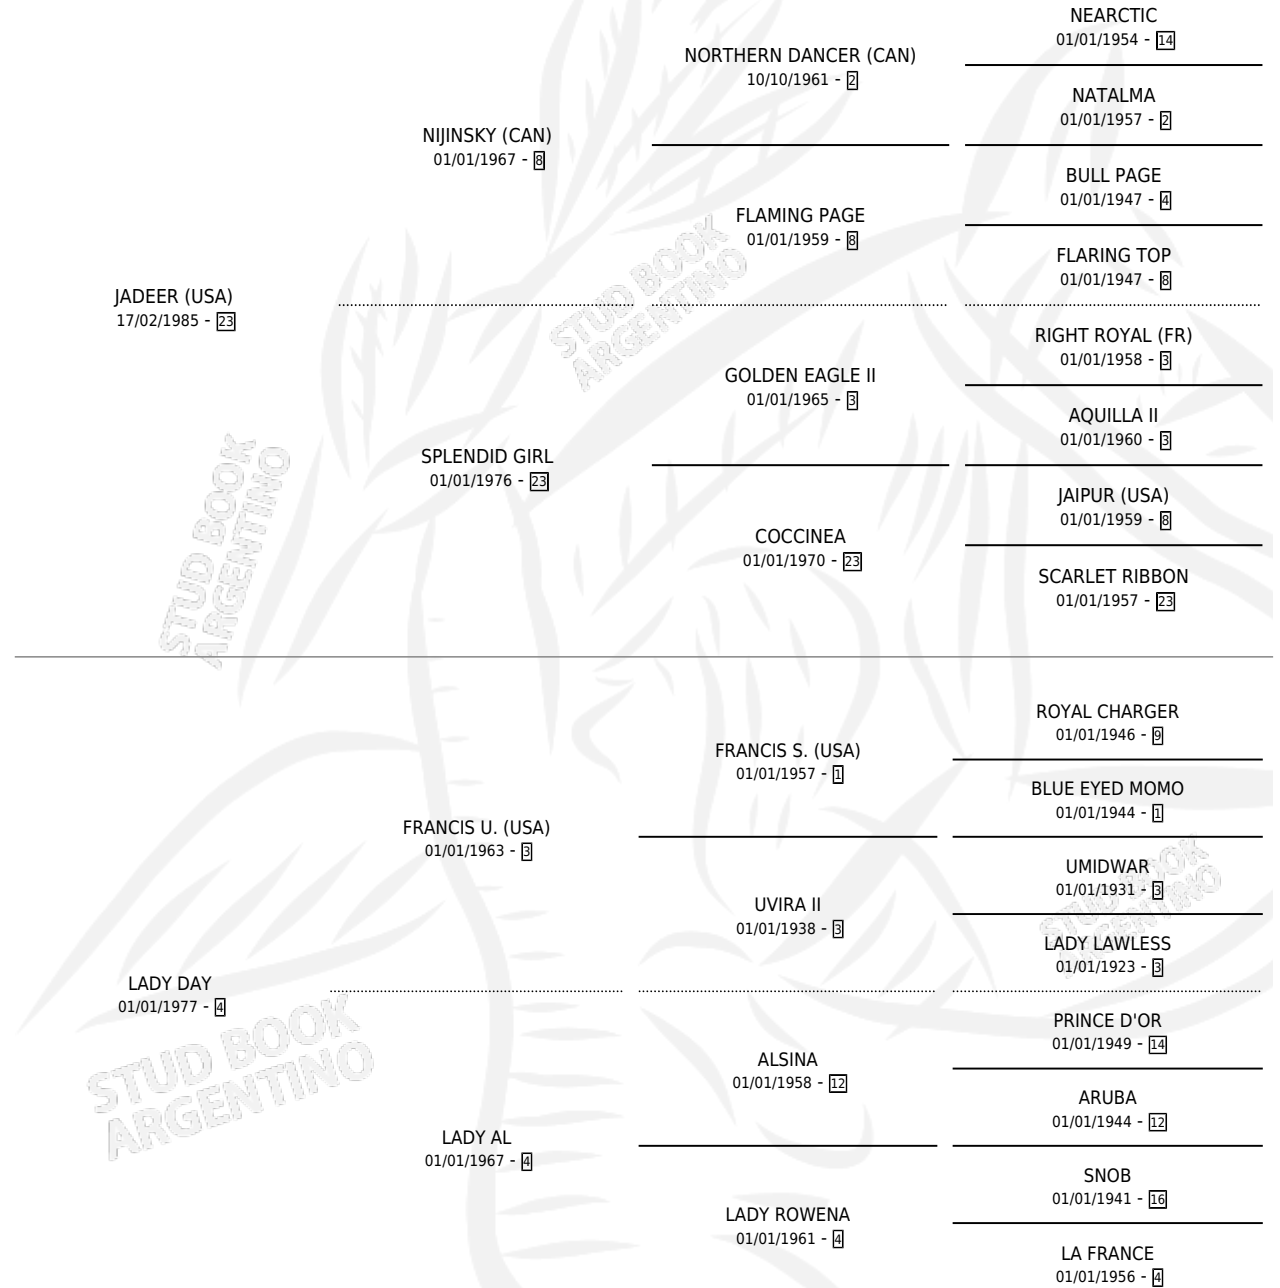 NEARCTIC
01/01/1954 - 14
NORTHERN DANCER (CAN)
10/10/1961 - 2
NATALMA
01/01/1957 - 2
NIJINSKY (CAN)
01/01/1967 - 8
BULL PAGE
01/01/1947 - 4
FLAMING PAGE
01/01/1959 - 8
FLARING TOP
01/01/1947 - 8
JADEER (USA)
17/02/1985 - 23
RIGHT ROYAL (FR)
01/01/1958 - 3
GOLDEN EAGLE II
01/01/1965 - 3
AQUILLA II
01/01/1960 - 3
SPLENDID GIRL
01/01/1976 - 23
JAIPUR (USA)
01/01/1959 - 8
COCCINEA
01/01/1970 - 23
SCARLET RIBBON
01/01/1957 - 23
ROYAL CHARGER
01/01/1946 - 9
FRANCIS S. (USA)
01/01/1957 - 1
BLUE EYED MOMO
01/01/1944 - 1
FRANCIS U. (USA)
01/01/1963 - 3
UMIDWAR
01/01/1931 - 3
UVIRA II
01/01/1938 - 3
LADY LAWLESS
01/01/1923 - 3
LADY DAY
01/01/1977 - 4
PRINCE D'OR
01/01/1949 - 14
ALSINA
01/01/1958 - 12
ARUBA
01/01/1944 - 12
LADY AL
01/01/1967 - 4
SNOB
01/01/1941 - 16
LADY ROWENA
01/01/1961 - 4
LA FRANCE
01/01/1956 - 4
STUD BOOK
ARGENTINO
STUD BOOK
ARGENTINO
STUD BOOK
ARGENTINO
STUD BOOK
ARGENTINO